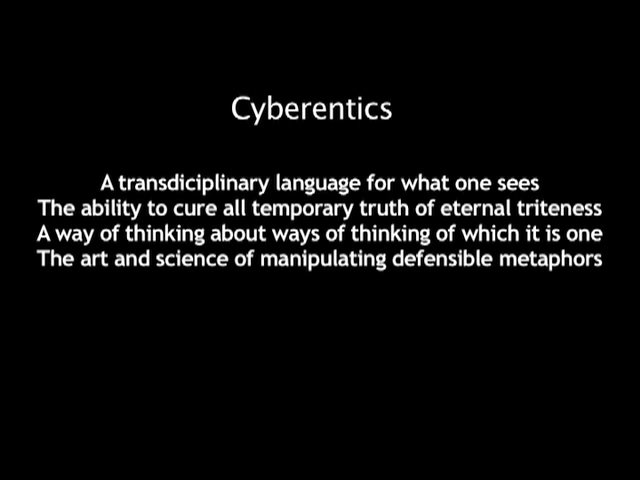 Cyberentics
A transdiciplinary language for what one sees
The ability to cure all temporary truth of eternal triteness
A way of thinking about ways of thinking of which it is one
The art and science of manipulating defensible metaphors